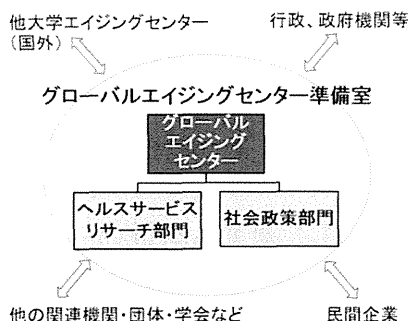 他大学エイジングセンター
(国外)
行政、政府機関等
グローバルエイジングセンター準備室
グローバル
エイジング
センター
ヘルスサービス
リサーチ部門
社会政策部門
他の関連機関・団体・学会など
民間企業